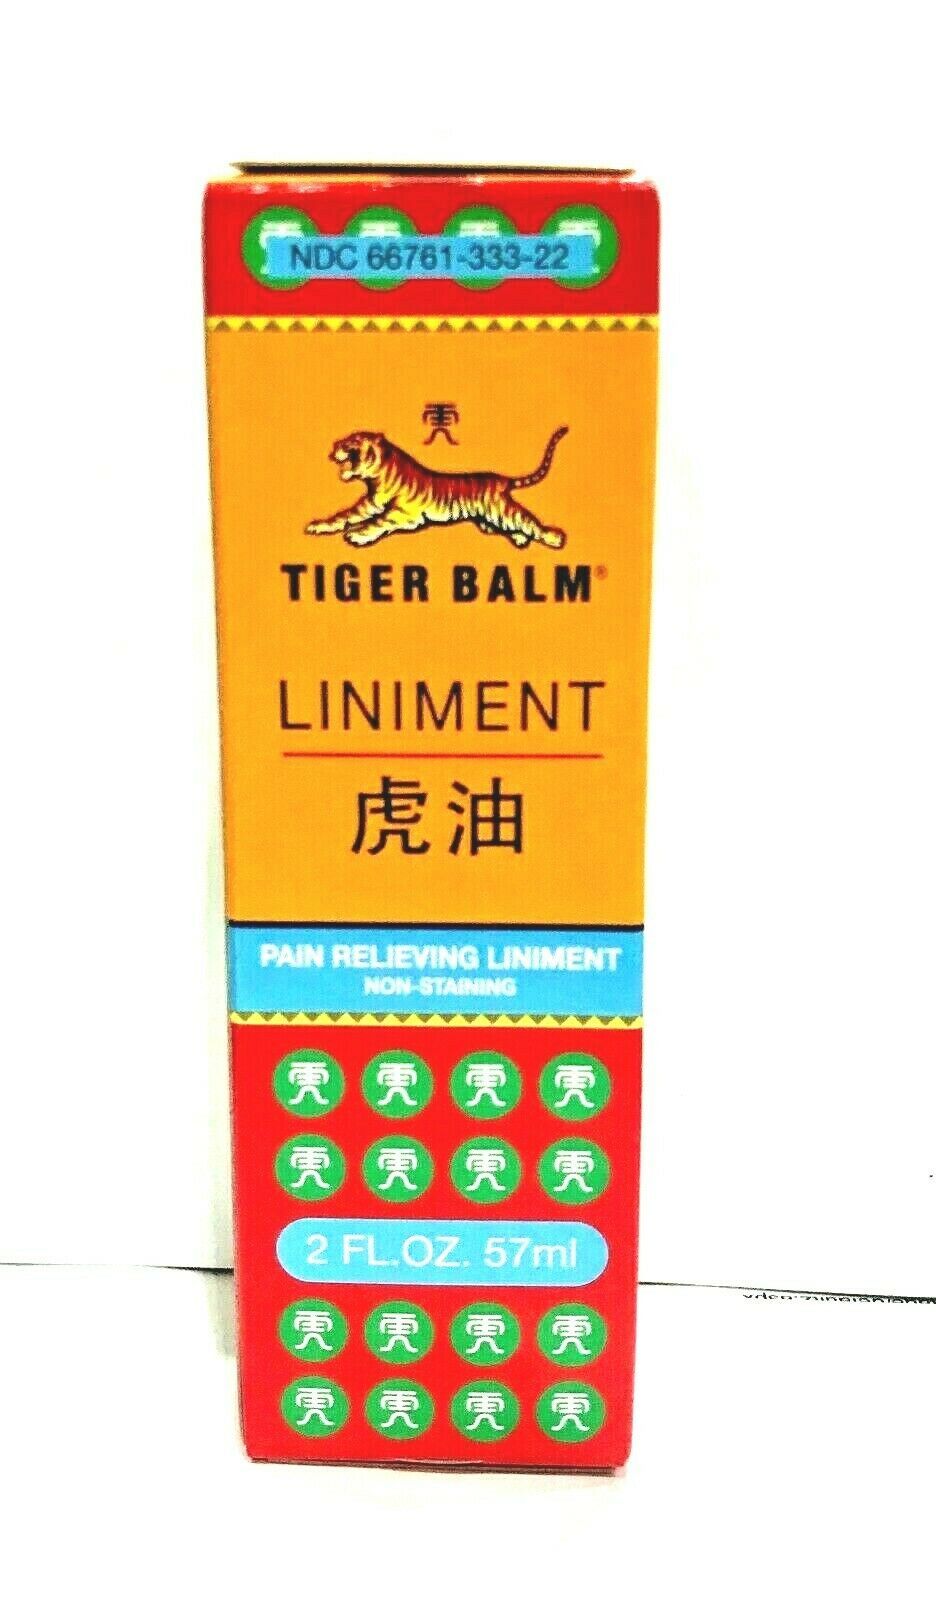 NDC 66761-333-22
TIGER BALM®
LINIMENT
虎油
PAIN RELIEVING LINIMENT
NON-STAINING
2 FL.OZ. 57ml